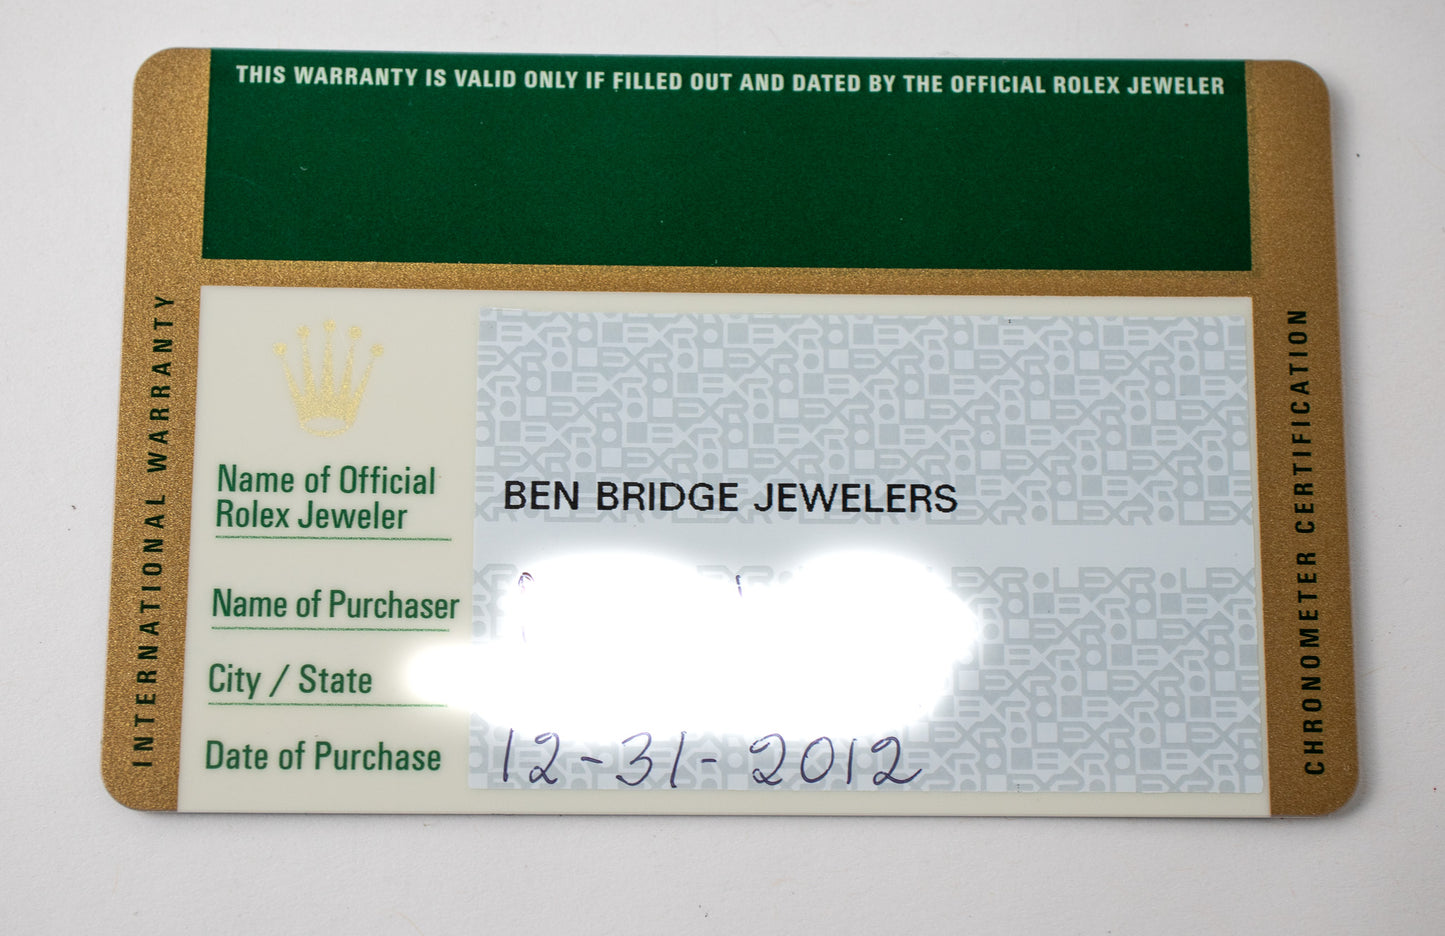 THIS WARRANTY IS VALID ONLY IF FILLED OUT AND DATED BY THE OFFICIAL ROLEX JEWELER
INTERNATIONAL WARRANTY
Name of Official
Rolex Jeweler
BEN BRIDGE JEWELERS
Name of Purchaser
City / State
Date of Purchase
12-31-2012
CHRONOMETER CERTIFICATION